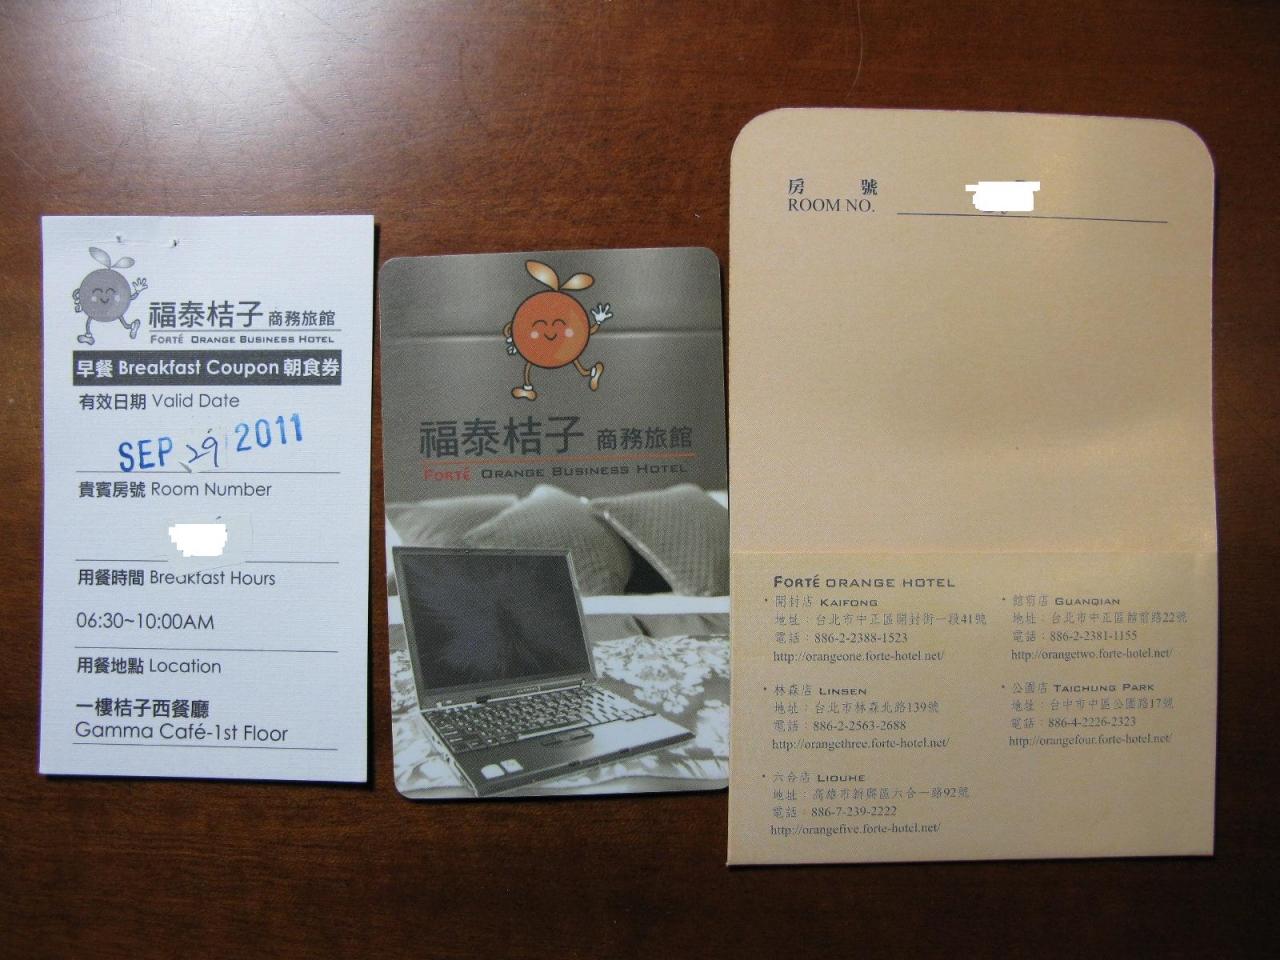 福泰桔子 商務旅館
FORTÉ ORANGE BUSINESS HOTEL
早餐 Breakfast Coupon 朝食券
有效日期 Valid Date
SEP 29 2011
貴賓房號 Room Number
用餐時間 Breakfast Hours
06:30~10:00AM
用餐地點 Location
一樓桔子西餐廳
Gamma Café-1st Floor
福泰桔子 商務旅館
FORTÉ ORANGE BUSINESS HOTEL
房 號
ROOM NO.
FORTÉ ORANGE HOTEL
• 開封店 KAIFONG
地址：台北市中正區開封街一段41號
電話：886-2-2388-1523
http://orangeone.forte-hotel.net/
• 館前店 GUANQIAN
地址：台北市中正區館前路22號
電話：886-2-2381-1155
http://orangetwo.forte-hotel.net/
• 林森店 LINSEN
地址：台北市林森北路139號
電話：886-2-2563-2688
http://orangethree.forte-hotel.net/
• 公園店 TAICHUNG PARK
地址：台中市中區公園路17號
電話：886-4-2226-2323
http://orangefour.forte-hotel.net/
• 六合店 LIOUHE
地址：高雄市新興區六合一路92號
電話：886-7-239-2222
http://orangefive.forte-hotel.net/